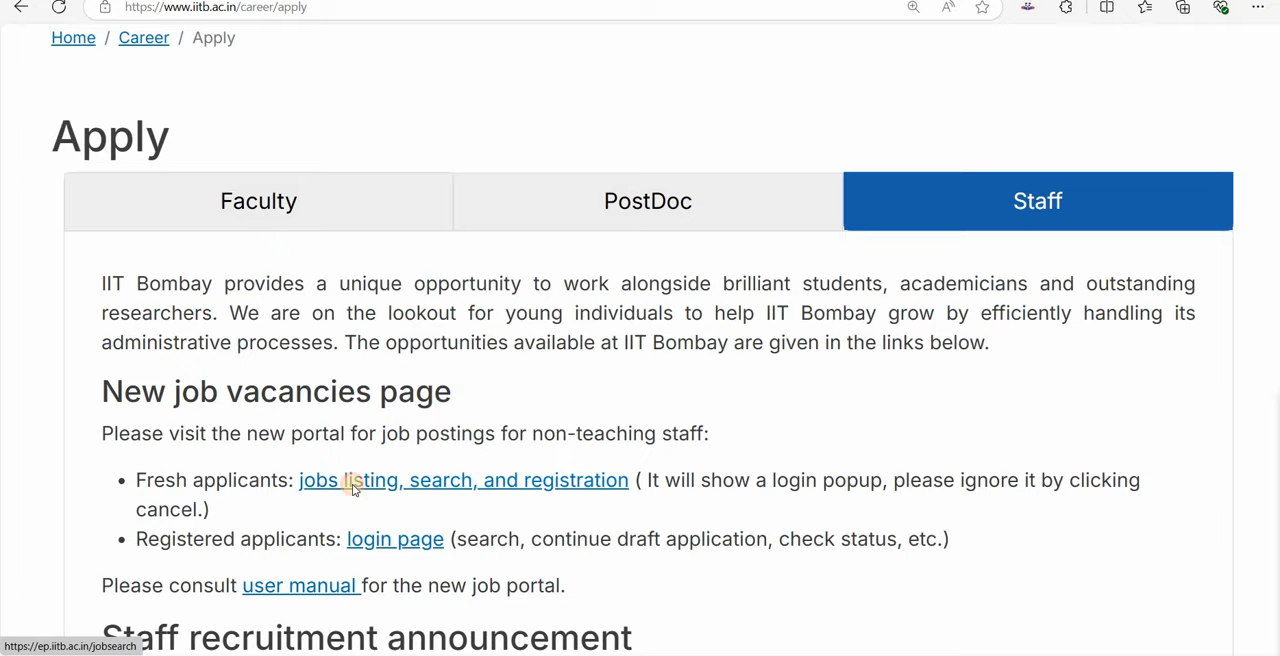 https://www.iitb.ac.in/career/apply
Home / Career / Apply
Apply
Faculty
PostDoc
Staff
IIT Bombay provides a unique opportunity to work alongside brilliant students, academicians and outstanding
researchers. We are on the lookout for young individuals to help IIT Bombay grow by efficiently handling its
administrative processes. The opportunities available at IIT Bombay are given in the links below.
New job vacancies page
Please visit the new portal for job postings for non-teaching staff:
• Fresh applicants: jobs listing, search, and registration ( It will show a login popup, please ignore it by clicking
cancel.)
• Registered applicants: login page (search, continue draft application, check status, etc.)
Please consult user manual for the new job portal.
Staff recruitment announcement
https://ep.iitb.ac.in/jobsearch